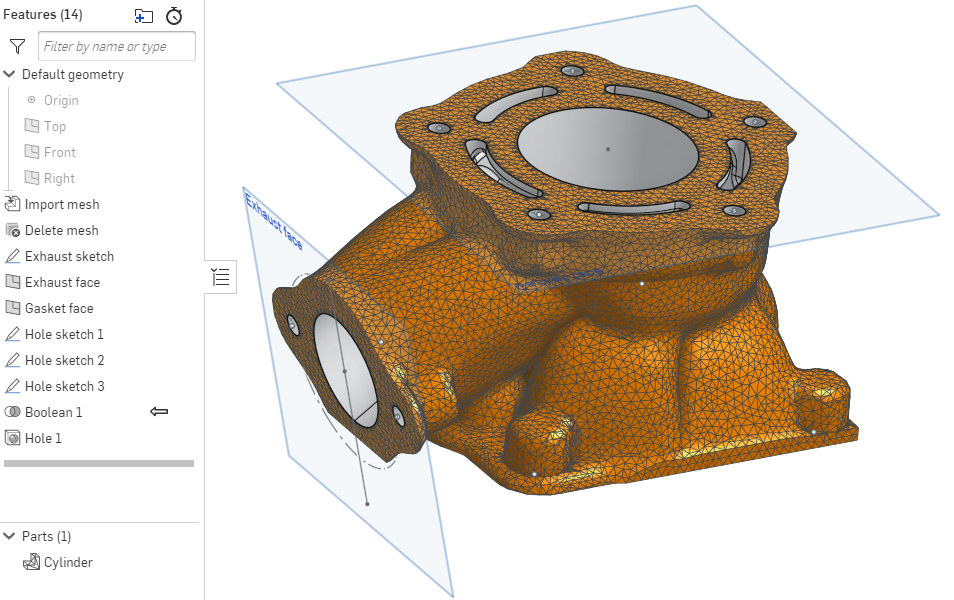 Features (14)
Filter by name or type
Default geometry
Origin
Top
Front
Right
Import mesh
Delete mesh
Exhaust sketch
Exhaust face
Gasket face
Hole sketch 1
Hole sketch 2
Hole sketch 3
Boolean 1
Hole 1
Parts (1)
Cylinder
Exhaust face